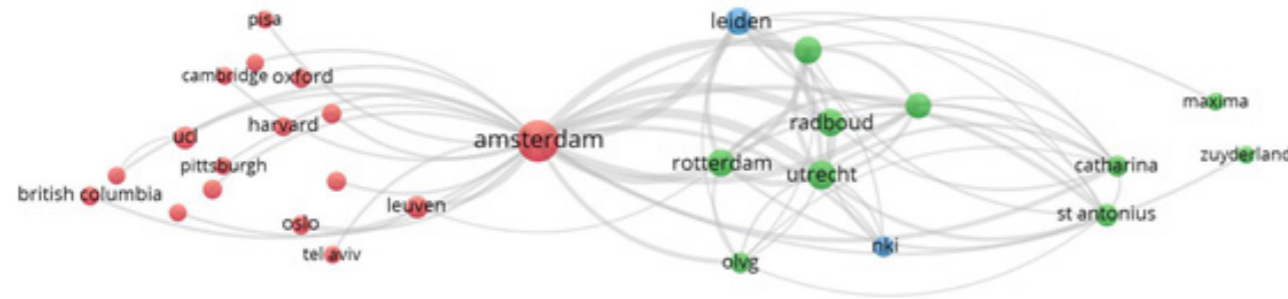 pisa
leiden
cambridge
oxford
maxima
harvard
radboud
ucl
amsterdam
zuyderland
pittsburgh
rotterdam
catharina
utrecht
british columbia
leuven
st antonius
oslo
nki
tel aviv
olvg